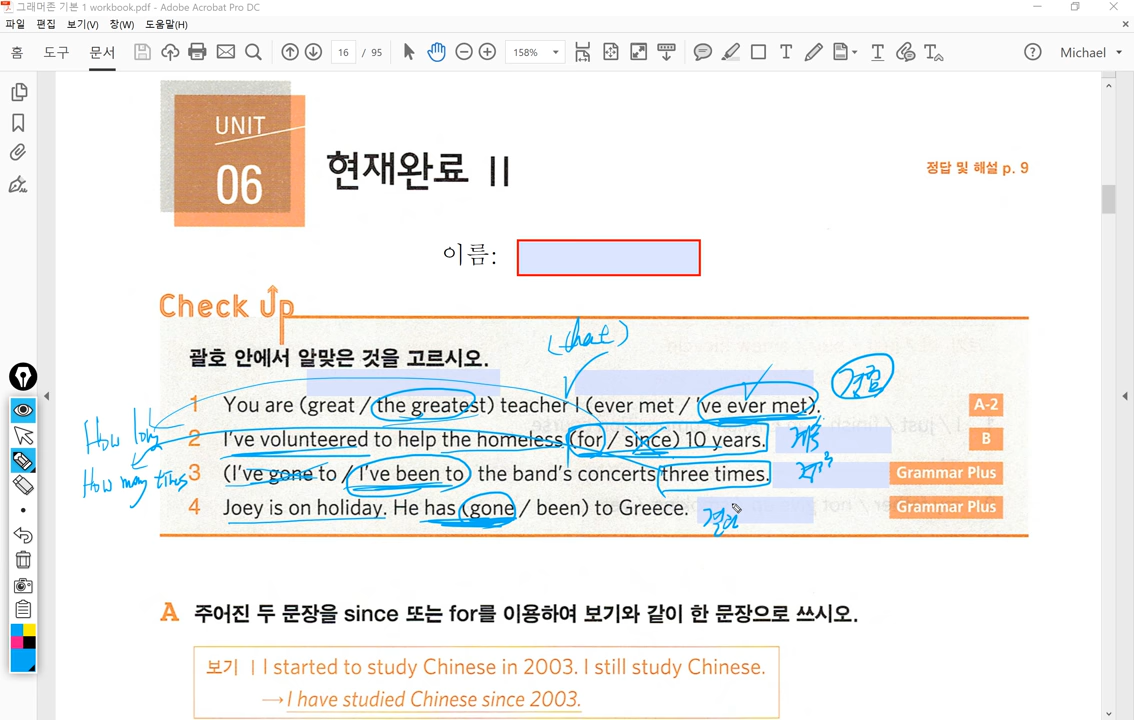 그래머존 기본 1 workbook.pdf - Adobe Acrobat Pro DC
파일 편집 보기(V) 창(W) 도움말(H)
홈 도구 문서 16 / 95 158% Michael
UNIT
06
현재완료 II
정답 및 해설 p. 9
이름:
Check Up
(that)
괄호 안에서 알맞은 것을 고르시오.
경험
1 You are (great / the greatest) teacher I (ever met / 've ever met). A-2
How long
2 I've volunteered to help the homeless (for / since) 10 years. 계속 B
3 (I've gone to / I've been to) the band's concerts three times. Grammar Plus
How many times
4 Joey is on holiday. He has (gone / been) to Greece. 결과 Grammar Plus
A 주어진 두 문장을 since 또는 for를 이용하여 보기와 같이 한 문장으로 쓰시오.
보기 | I started to study Chinese in 2003. I still study Chinese.
→ I have studied Chinese since 2003.